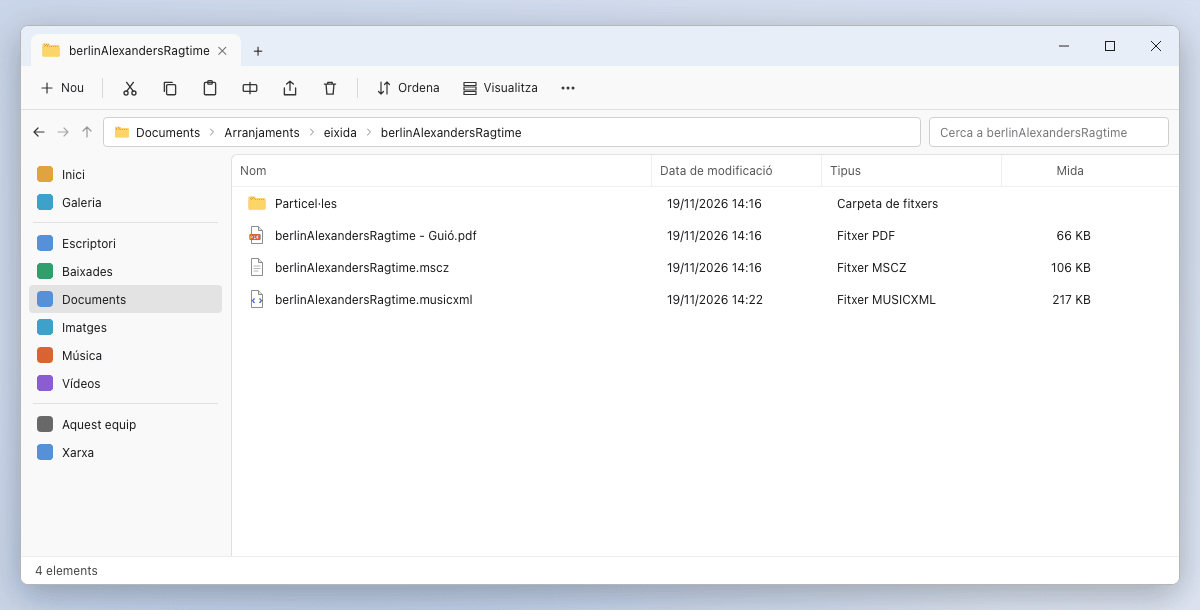 berlinAlexandersRagtime
Nou
Ordena
Visualitza
Documents
Arranjaments
eixida
berlinAlexandersRagtime
Cerca a berlinAlexandersRagtime
Inici
Galeria
Escriptori
Baixades
Documents
Imatges
Música
Vídeos
Aquest equip
Xarxa
Nom Data de modificació Tipus Mida
Particel·les 19/11/2026 14:16 Carpeta de fitxers
berlinAlexandersRagtime - Guió.pdf 19/11/2026 14:16 Fitxer PDF 66 KB
berlinAlexandersRagtime.mscz 19/11/2026 14:16 Fitxer MSCZ 106 KB
berlinAlexandersRagtime.musicxml 19/11/2026 14:22 Fitxer MUSICXML 217 KB
4 elements